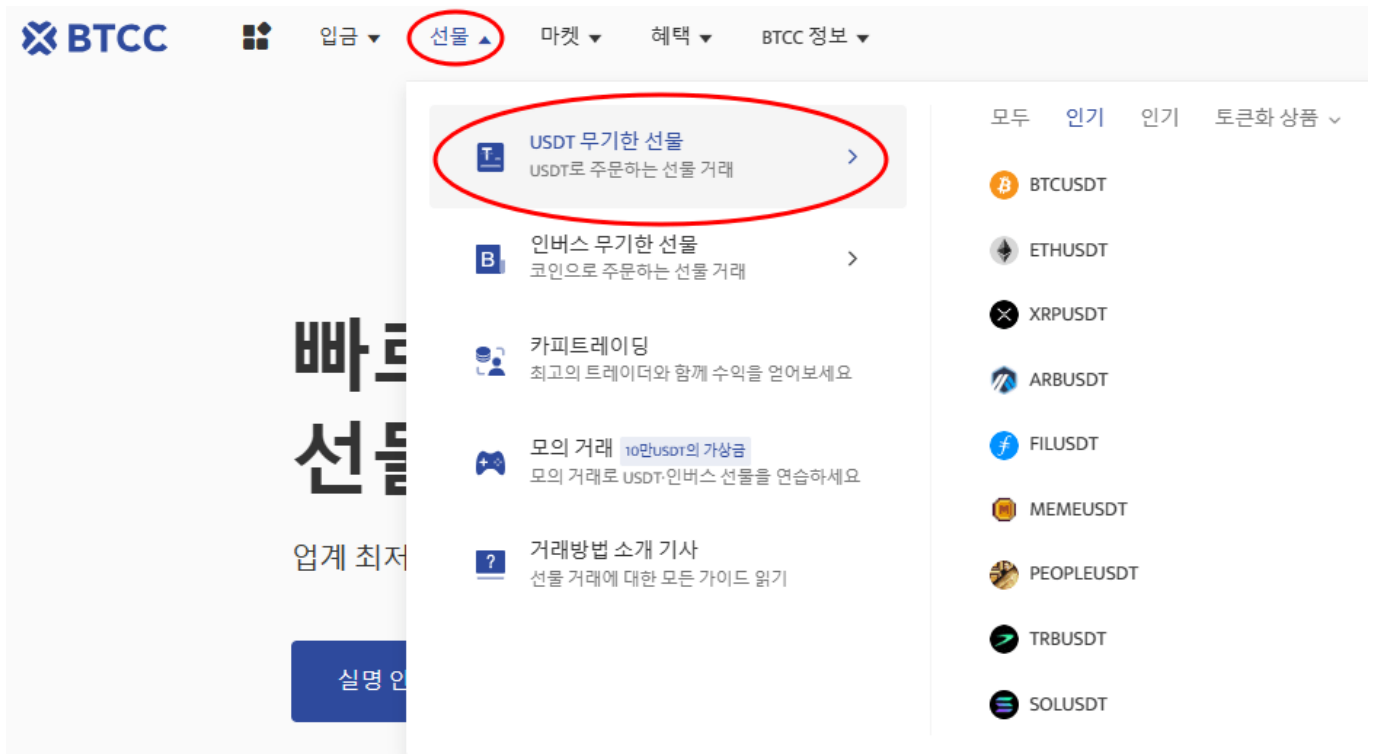 BTCC
입금 선물 마켓 혜택 BTCC 정보
USDT 무기한 선물
USDT로 주문하는 선물 거래
인버스 무기한 선물
코인으로 주문하는 선물 거래
카피트레이딩
최고의 트레이더와 함께 수익을 얻어보세요
모의 거래 10만USDT의 가상금
모의 거래로 USDT·인버스 선물을 연습하세요
거래방법 소개 기사
선물 거래에 대한 모든 가이드 읽기
모두 인기 인기 토큰화 상품
BTCUSDT
ETHUSDT
XRPUSDT
ARBUSDT
FILUSDT
MEMEUSDT
PEOPLEUSDT
TRBUSDT
SOLUSDT
빠르
선물
업계 최저
실명